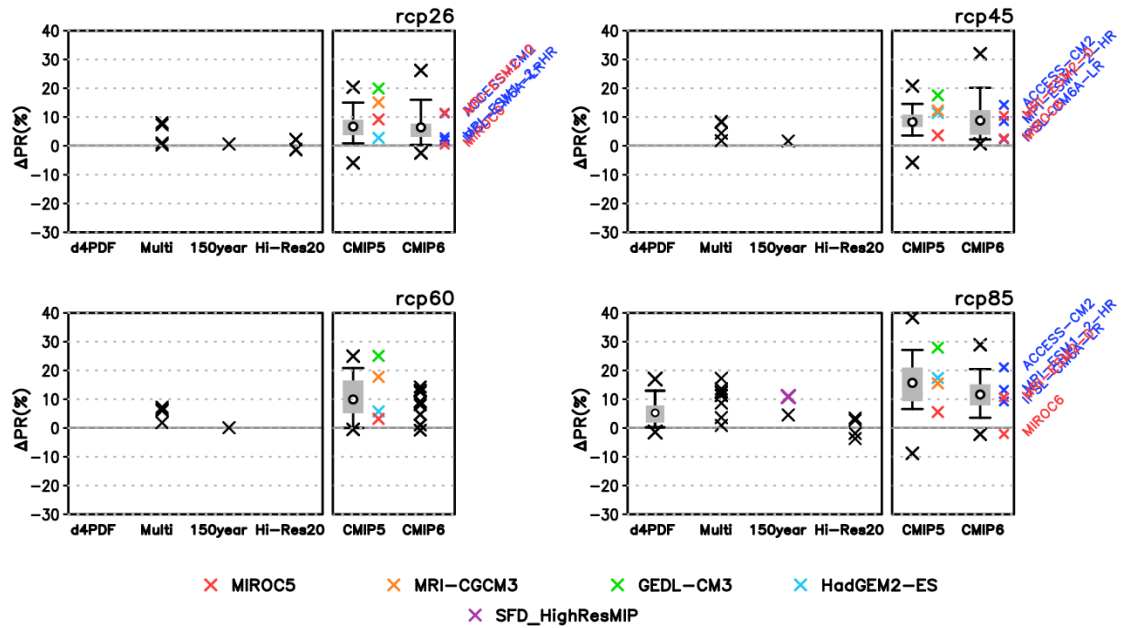 rcp26
rcp45
40
30
20
10
0
−10
−20
−30
ΔPR(%)
d4PDF Multi 150year Hi−Res20 CMIP5 CMIP6
MIROC6
40
30
20
10
0
−10
−20
−30
ΔPR(%)
d4PDF Multi 150year Hi−Res20 CMIP5 CMIP6
ACCESS−CM2
MIROC6
rcp60
rcp85
40
30
20
10
0
−10
−20
−30
ΔPR(%)
d4PDF Multi 150year Hi−Res20 CMIP5 CMIP6
40
30
20
10
0
−10
−20
−30
ΔPR(%)
d4PDF Multi 150year Hi−Res20 CMIP5 CMIP6
ACCESS−CM2
MIROC6
MIROC5 MRI−CGCM3 GEDL−CM3 HadGEM2−ES
SFD_HighResMIP